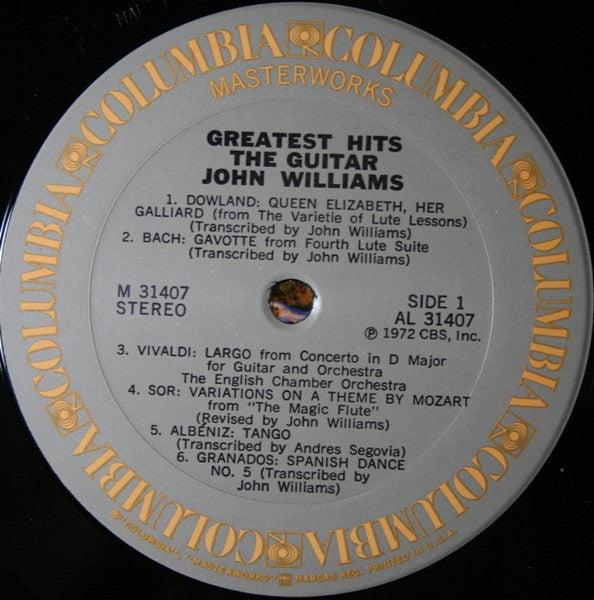 COLUMBIA COLUMBIA COLUMBIA COLUMBIA COLUMBIA COLUMBIA COLUMBIA COLUMBIA
MASTERWORKS
GREATEST HITS
THE GUITAR
JOHN WILLIAMS
1. DOWLAND: QUEEN ELIZABETH, HER
GALLIARD (from The Varietie of Lute Lessons)
(Transcribed by John Williams)
2. BACH: GAVOTTE from Fourth Lute Suite
(Transcribed by John Williams)
M 31407
STEREO
SIDE 1
AL 31407
℗ 1972 CBS, Inc.
3. VIVALDI: LARGO from Concerto in D Major
for Guitar and Orchestra
The English Chamber Orchestra
4. SOR: VARIATIONS ON A THEME BY MOZART
from "The Magic Flute"
(Revised by John Williams)
5. ALBÉNIZ: TANGO
(Transcribed by Andres Segovia)
6. GRANADOS: SPANISH DANCE
NO. 5 (Transcribed by
John Williams)
®"COLUMBIA", "MASTERWORKS" MARCAS REG. PRINTED IN U.S.A.